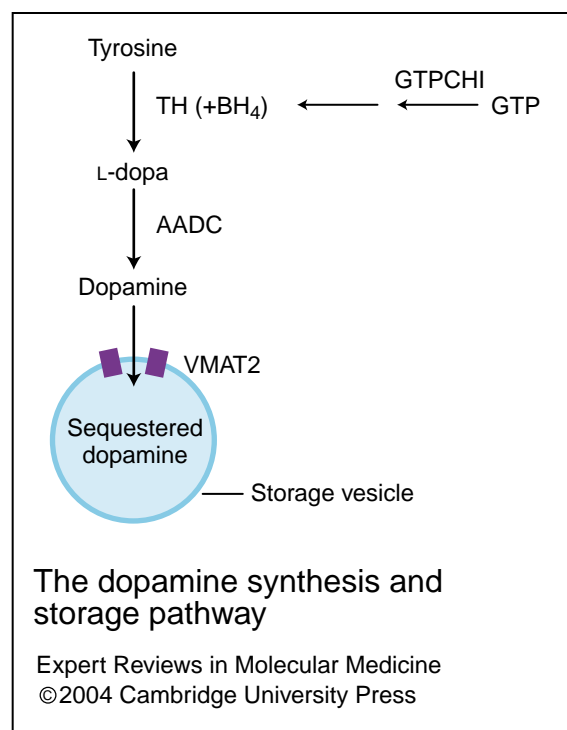 Tyrosine
GTPCHI
TH (+BH₄)
GTP
L-dopa
AADC
Dopamine
VMAT2
Sequestered
dopamine
Storage vesicle
The dopamine synthesis and
storage pathway
Expert Reviews in Molecular Medicine
©2004 Cambridge University Press